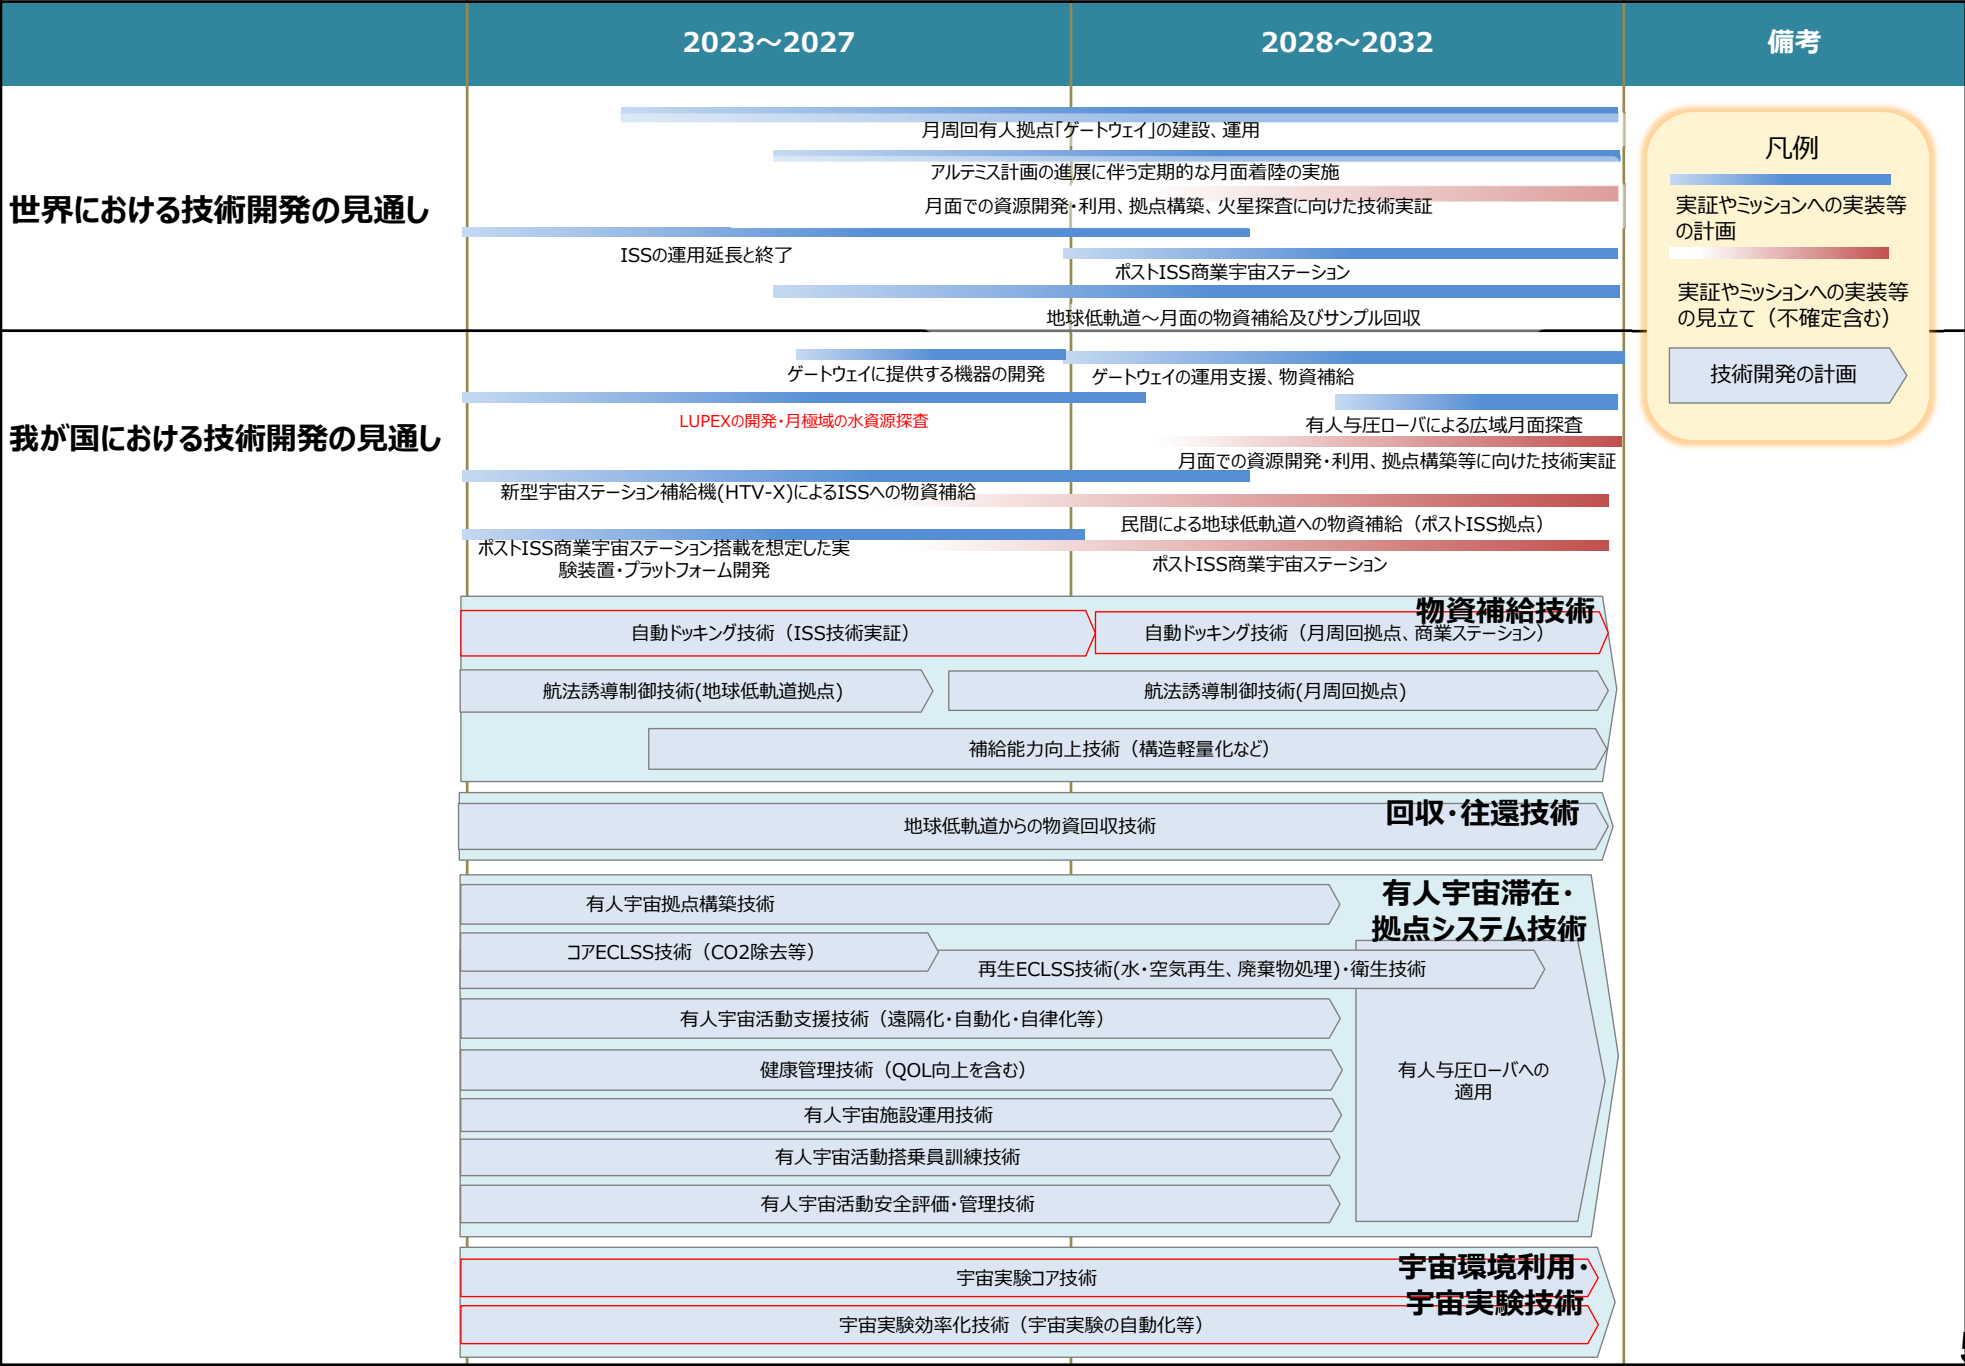 2023～2027
2028～2032
備考
月周回有人拠点「ゲートウェイ」の建設、運用
アルテミス計画の進展に伴う定期的な月面着陸の実施
世界における技術開発の見通し
月面での資源開発・利用、拠点構築、火星探査に向けた技術実証
ISSの運用延長と終了
ポストISS商業宇宙ステーション
地球低軌道～月面の物資補給及びサンプル回収
凡例
実証やミッションへの実装等
の計画
実証やミッションへの実装等
の見立て（不確定含む）
技術開発の計画
ゲートウェイに提供する機器の開発
ゲートウェイの運用支援、物資補給
LUPEXの開発・月極域の水資源探査
有人与圧ローバによる広域月面探査
我が国における技術開発の見通し
月面での資源開発・利用、拠点構築等に向けた技術実証
新型宇宙ステーション補給機(HTV-X)によるISSへの物資補給
民間による地球低軌道への物資補給（ポストISS拠点）
ポストISS商業宇宙ステーション搭載を想定した実
験装置・プラットフォーム開発
ポストISS商業宇宙ステーション
物資補給技術
自動ドッキング技術（ISS技術実証）
自動ドッキング技術（月周回拠点、商業ステーション）
航法誘導制御技術(地球低軌道拠点)
航法誘導制御技術(月周回拠点)
補給能力向上技術（構造軽量化など）
回収・往還技術
地球低軌道からの物資回収技術
有人宇宙滞在・
拠点システム技術
有人宇宙拠点構築技術
コアECLSS技術（CO2除去等）
再生ECLSS技術(水・空気再生、廃棄物処理)・衛生技術
有人宇宙活動支援技術（遠隔化・自動化・自律化等）
健康管理技術（QOL向上を含む）
有人与圧ローバへの
適用
有人宇宙施設運用技術
有人宇宙活動搭乗員訓練技術
有人宇宙活動安全評価・管理技術
宇宙環境利用・
宇宙実験技術
宇宙実験コア技術
宇宙実験効率化技術（宇宙実験の自動化等）